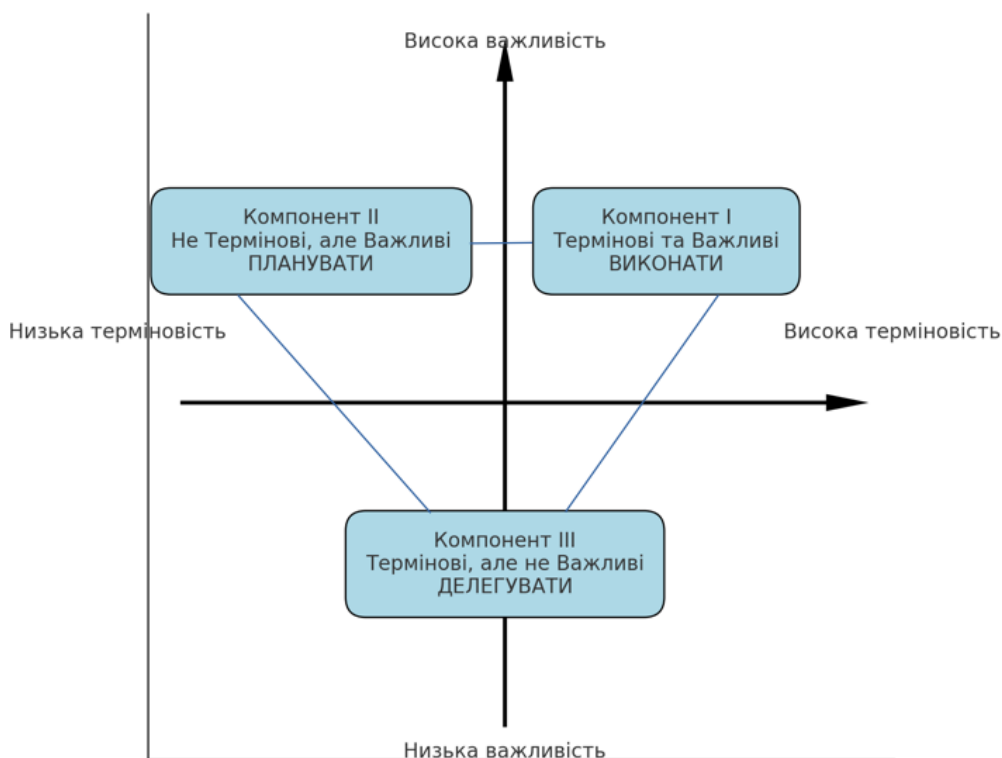 Висока важливість
Компонент II
Не Термінові, але Важливі
ПЛАНУВАТИ
Компонент I
Термінові та Важливі
ВИКОНАТИ
Низька терміновість
Висока терміновість
Компонент III
Термінові, але не Важливі
ДЕЛЕГУВАТИ
Низька важливість